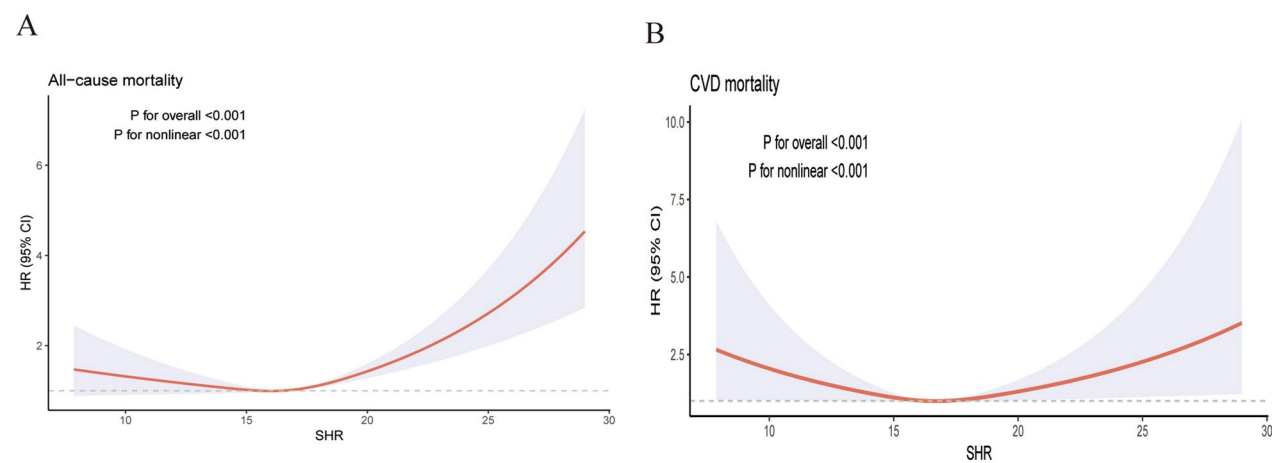 A
All−cause mortality
P for overall <0.001
P for nonlinear <0.001
HR (95% CI)
6
4
2
10
15
20
25
30
SHR
B
CVD mortality
P for overall <0.001
P for nonlinear <0.001
HR (95% CI)
10.0
7.5
5.0
2.5
10
15
20
25
30
SHR